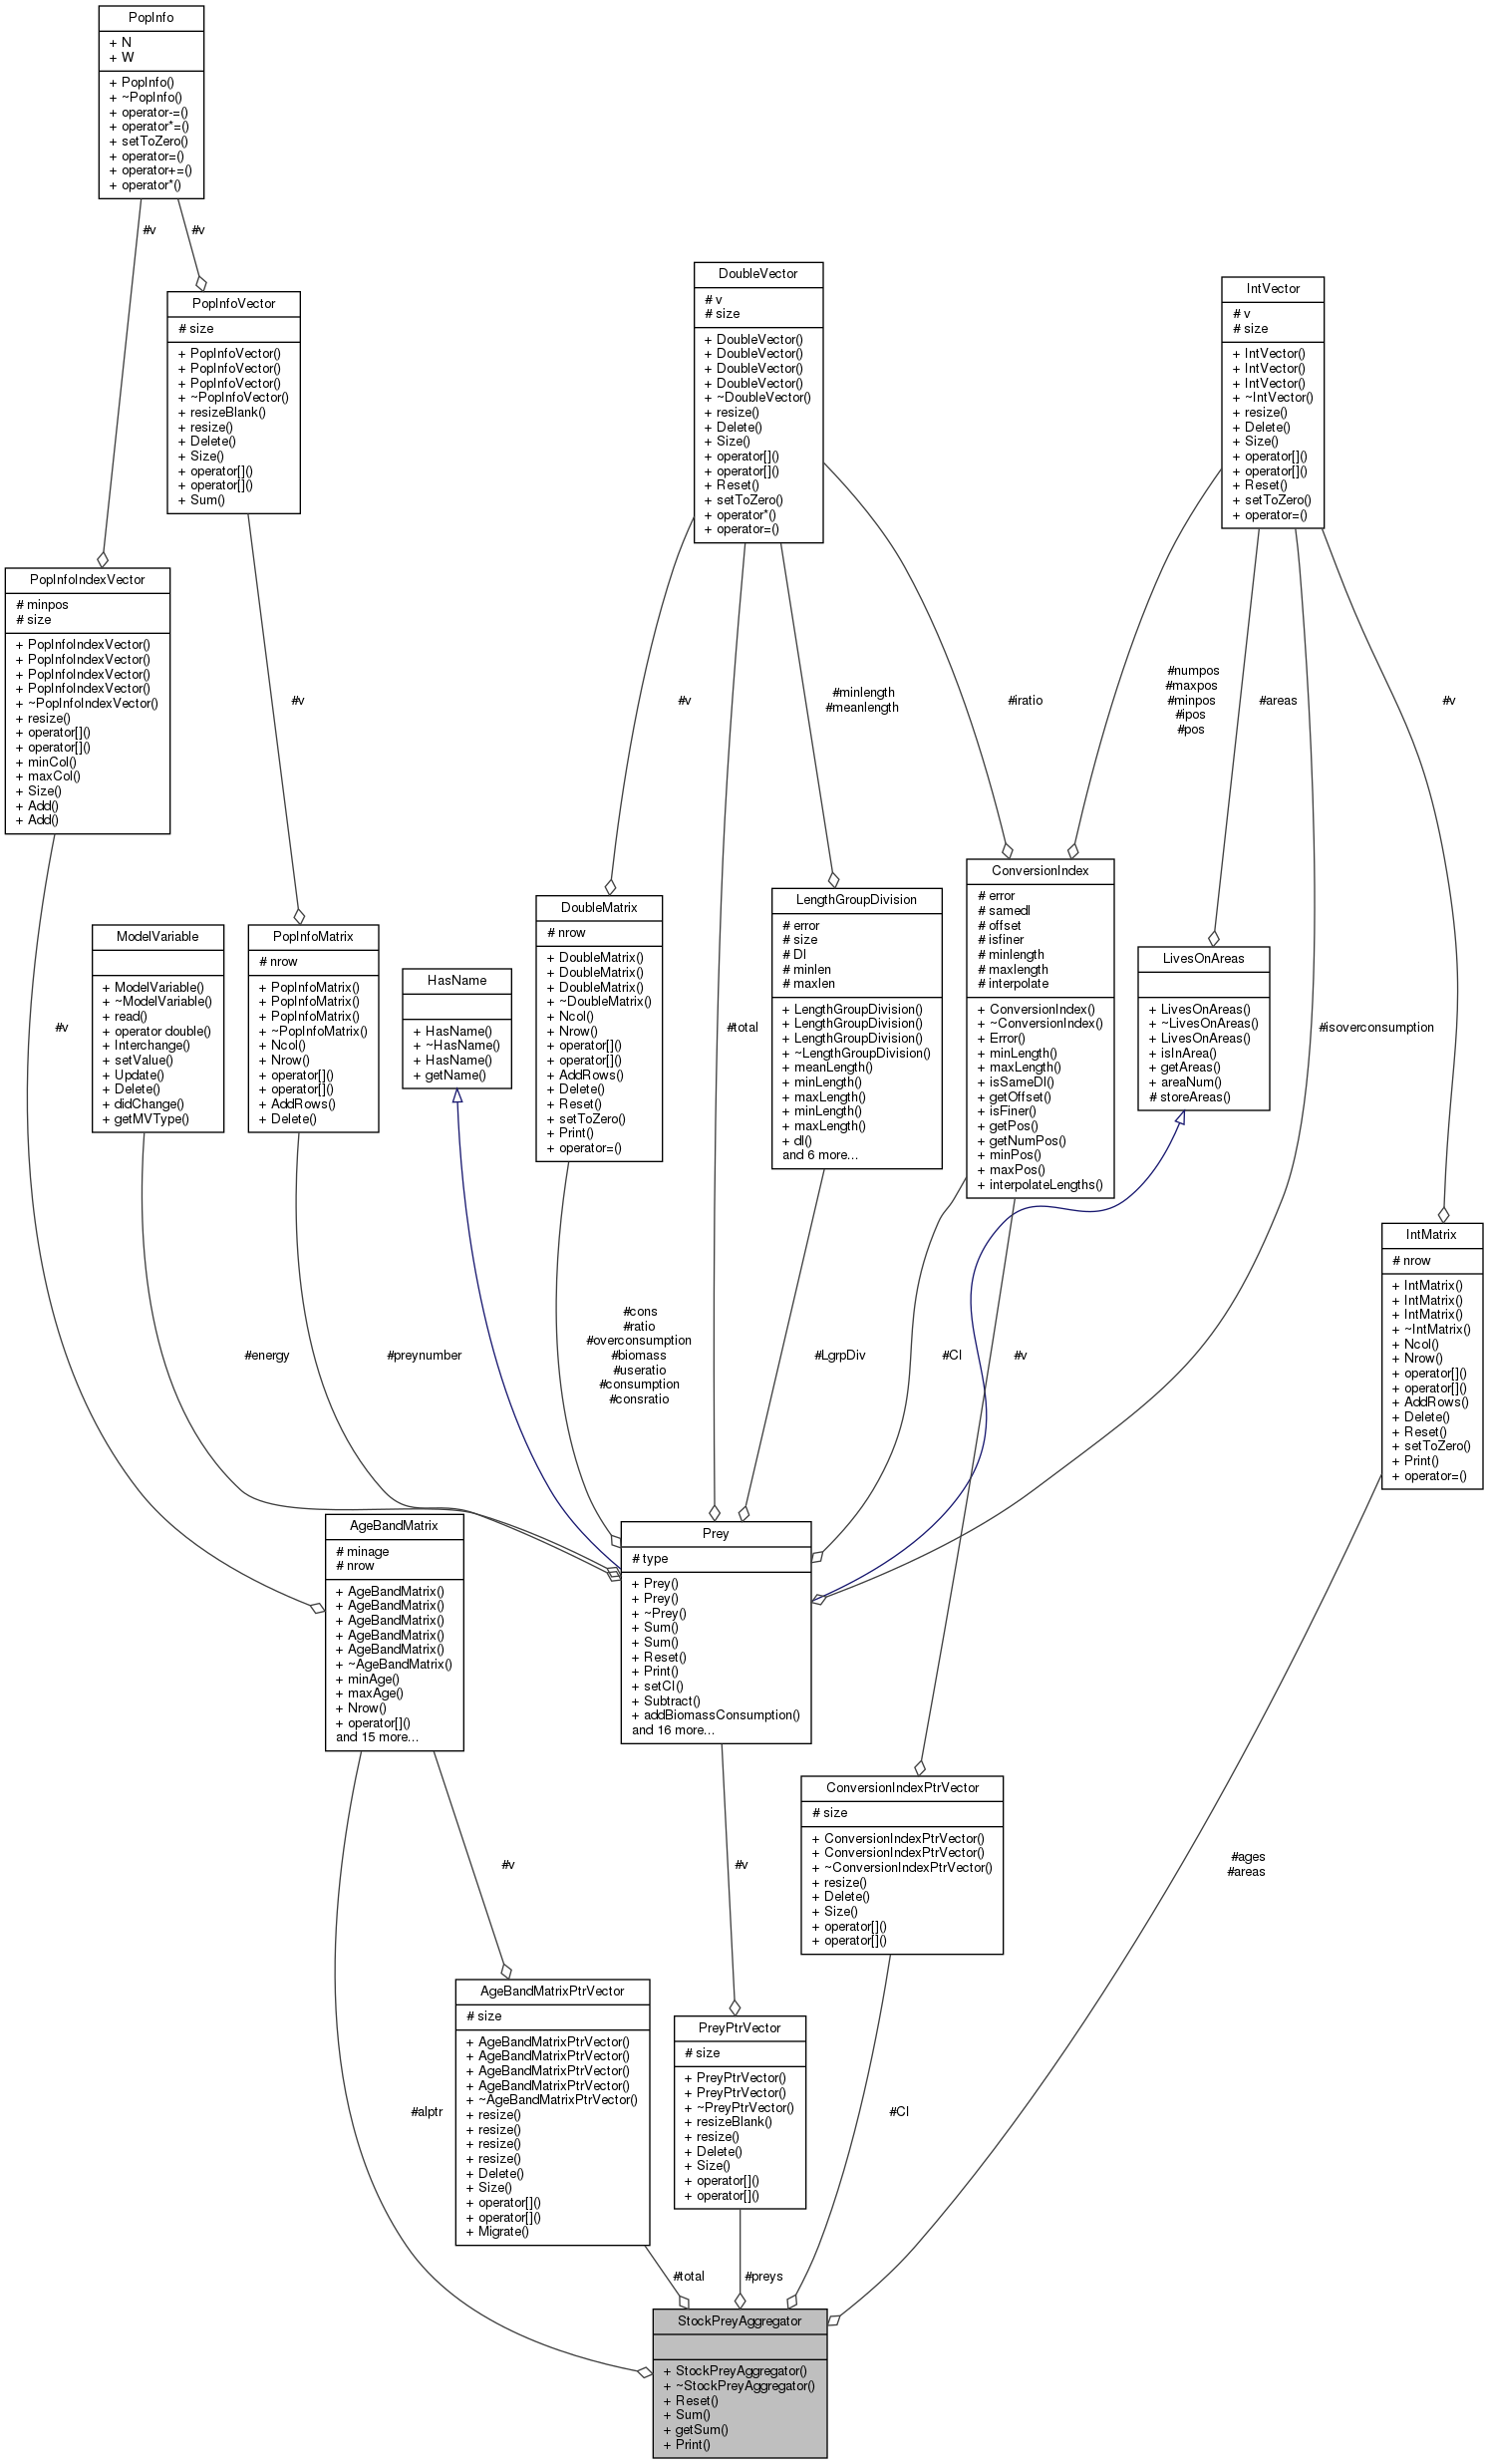 PopInfo
+ N
+ W
+ PopInfo()
+ ~PopInfo()
+ operator-=()
+ operator*=()
+ setToZero()
+ operator=()
+ operator+=()
+ operator*()
#v
#v
PopInfoVector
# size
+ PopInfoVector()
+ PopInfoVector()
+ PopInfoVector()
+ ~PopInfoVector()
+ resizeBlank()
+ resize()
+ Delete()
+ Size()
+ operator[]()
+ operator[]()
+ Sum()
DoubleVector
# v
# size
+ DoubleVector()
+ DoubleVector()
+ DoubleVector()
+ DoubleVector()
+ ~DoubleVector()
+ resize()
+ Delete()
+ Size()
+ operator[]()
+ operator[]()
+ Reset()
+ setToZero()
+ operator*()
+ operator=()
IntVector
# v
# size
+ IntVector()
+ IntVector()
+ IntVector()
+ ~IntVector()
+ resize()
+ Delete()
+ Size()
+ operator[]()
+ operator[]()
+ Reset()
+ setToZero()
+ operator=()
PopInfoIndexVector
# minpos
# size
+ PopInfoIndexVector()
+ PopInfoIndexVector()
+ PopInfoIndexVector()
+ PopInfoIndexVector()
+ ~PopInfoIndexVector()
+ resize()
+ operator[]()
+ operator[]()
+ minCol()
+ maxCol()
+ Size()
+ Add()
+ Add()
#v
#v
#minlength
#meanlength
#iratio
#numpos
#maxpos
#minpos
#ipos
#pos
#areas
#v
ModelVariable
+ ModelVariable()
+ ~ModelVariable()
+ read()
+ operator double()
+ Interchange()
+ setValue()
+ Update()
+ Delete()
+ didChange()
+ getMVType()
PopInfoMatrix
# nrow
+ PopInfoMatrix()
+ PopInfoMatrix()
+ PopInfoMatrix()
+ ~PopInfoMatrix()
+ Ncol()
+ Nrow()
+ operator[]()
+ operator[]()
+ AddRows()
+ Delete()
HasName
+ HasName()
+ ~HasName()
+ HasName()
+ getName()
DoubleMatrix
# nrow
+ DoubleMatrix()
+ DoubleMatrix()
+ DoubleMatrix()
+ ~DoubleMatrix()
+ Ncol()
+ Nrow()
+ operator[]()
+ operator[]()
+ AddRows()
+ Delete()
+ Reset()
+ setToZero()
+ Print()
+ operator=()
LengthGroupDivision
# error
# size
# Dl
# minlen
# maxlen
+ LengthGroupDivision()
+ LengthGroupDivision()
+ LengthGroupDivision()
+ ~LengthGroupDivision()
+ meanLength()
+ minLength()
+ maxLength()
+ minLength()
+ maxLength()
+ dl()
and 6 more...
ConversionIndex
# error
# samedl
# offset
# isfiner
# minlength
# maxlength
# interpolate
+ ConversionIndex()
+ ~ConversionIndex()
+ Error()
+ minLength()
+ maxLength()
+ isSameDl()
+ getOffset()
+ isFiner()
+ getPos()
+ getNumPos()
+ minPos()
+ maxPos()
+ interpolateLengths()
LivesOnAreas
+ LivesOnAreas()
+ ~LivesOnAreas()
+ LivesOnAreas()
+ isInArea()
+ getAreas()
+ areaNum()
# storeAreas()
#v
#total
#isoverconsumption
IntMatrix
# nrow
+ IntMatrix()
+ IntMatrix()
+ IntMatrix()
+ ~IntMatrix()
+ Ncol()
+ Nrow()
+ operator[]()
+ operator[]()
+ AddRows()
+ Delete()
+ Reset()
+ setToZero()
+ Print()
+ operator=()
#energy
#preynumber
#cons
#ratio
#overconsumption
#biomass
#useratio
#consumption
#consratio
#LgrpDiv
#CI
#v
AgeBandMatrix
# minage
# nrow
+ AgeBandMatrix()
+ AgeBandMatrix()
+ AgeBandMatrix()
+ AgeBandMatrix()
+ AgeBandMatrix()
+ ~AgeBandMatrix()
+ minAge()
+ maxAge()
+ Nrow()
+ operator[]()
and 15 more...
Prey
# type
+ Prey()
+ Prey()
+ ~Prey()
+ Sum()
+ Sum()
+ Reset()
+ Print()
+ setCI()
+ Subtract()
+ addBiomassConsumption()
and 16 more...
ConversionIndexPtrVector
# size
+ ConversionIndexPtrVector()
+ ConversionIndexPtrVector()
+ ~ConversionIndexPtrVector()
+ resize()
+ Delete()
+ Size()
+ operator[]()
+ operator[]()
#v
#v
#ages
#areas
AgeBandMatrixPtrVector
# size
+ AgeBandMatrixPtrVector()
+ AgeBandMatrixPtrVector()
+ AgeBandMatrixPtrVector()
+ AgeBandMatrixPtrVector()
+ ~AgeBandMatrixPtrVector()
+ resize()
+ resize()
+ resize()
+ resize()
+ Delete()
+ Size()
+ operator[]()
+ operator[]()
+ Migrate()
PreyPtrVector
# size
+ PreyPtrVector()
+ PreyPtrVector()
+ ~PreyPtrVector()
+ resizeBlank()
+ resize()
+ Delete()
+ Size()
+ operator[]()
+ operator[]()
#alptr
#CI
#total
#preys
StockPreyAggregator
+ StockPreyAggregator()
+ ~StockPreyAggregator()
+ Reset()
+ Sum()
+ getSum()
+ Print()